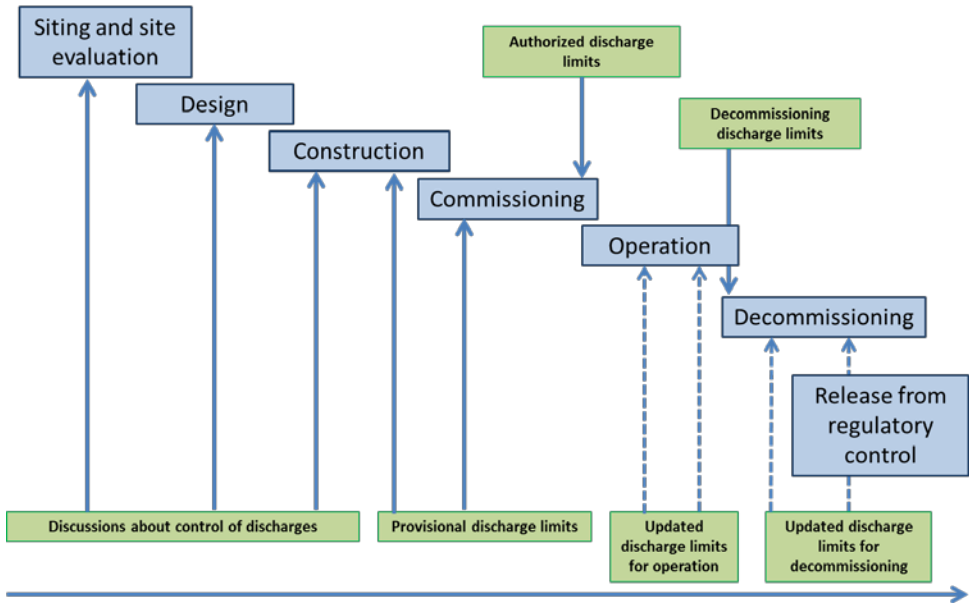 Siting and site
evaluation
Authorized discharge
limits
Design
Decommissioning
discharge limits
Construction
Commissioning
Operation
Decommissioning
Release from
regulatory
control
Discussions about control of discharges
Provisional discharge limits
Updated
discharge limits
for operation
Updated discharge
limits for
decommissioning